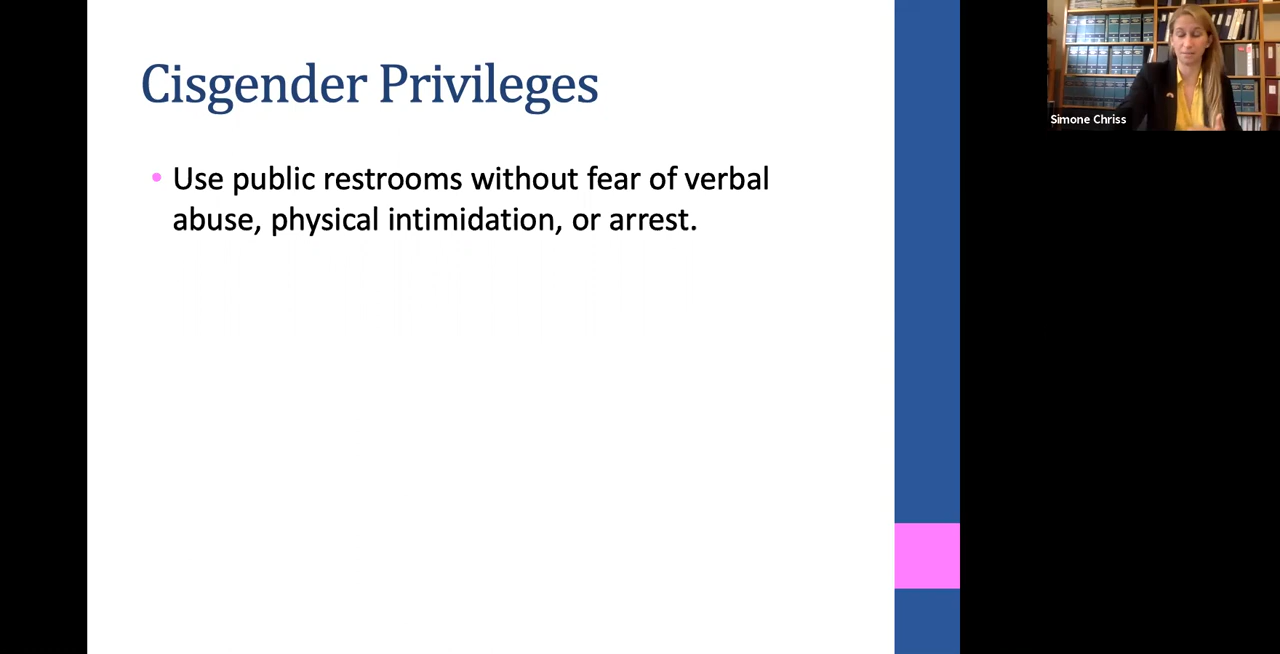 Cisgender Privileges
• Use public restrooms without fear of verbal
abuse, physical intimidation, or arrest.
Simone Chriss